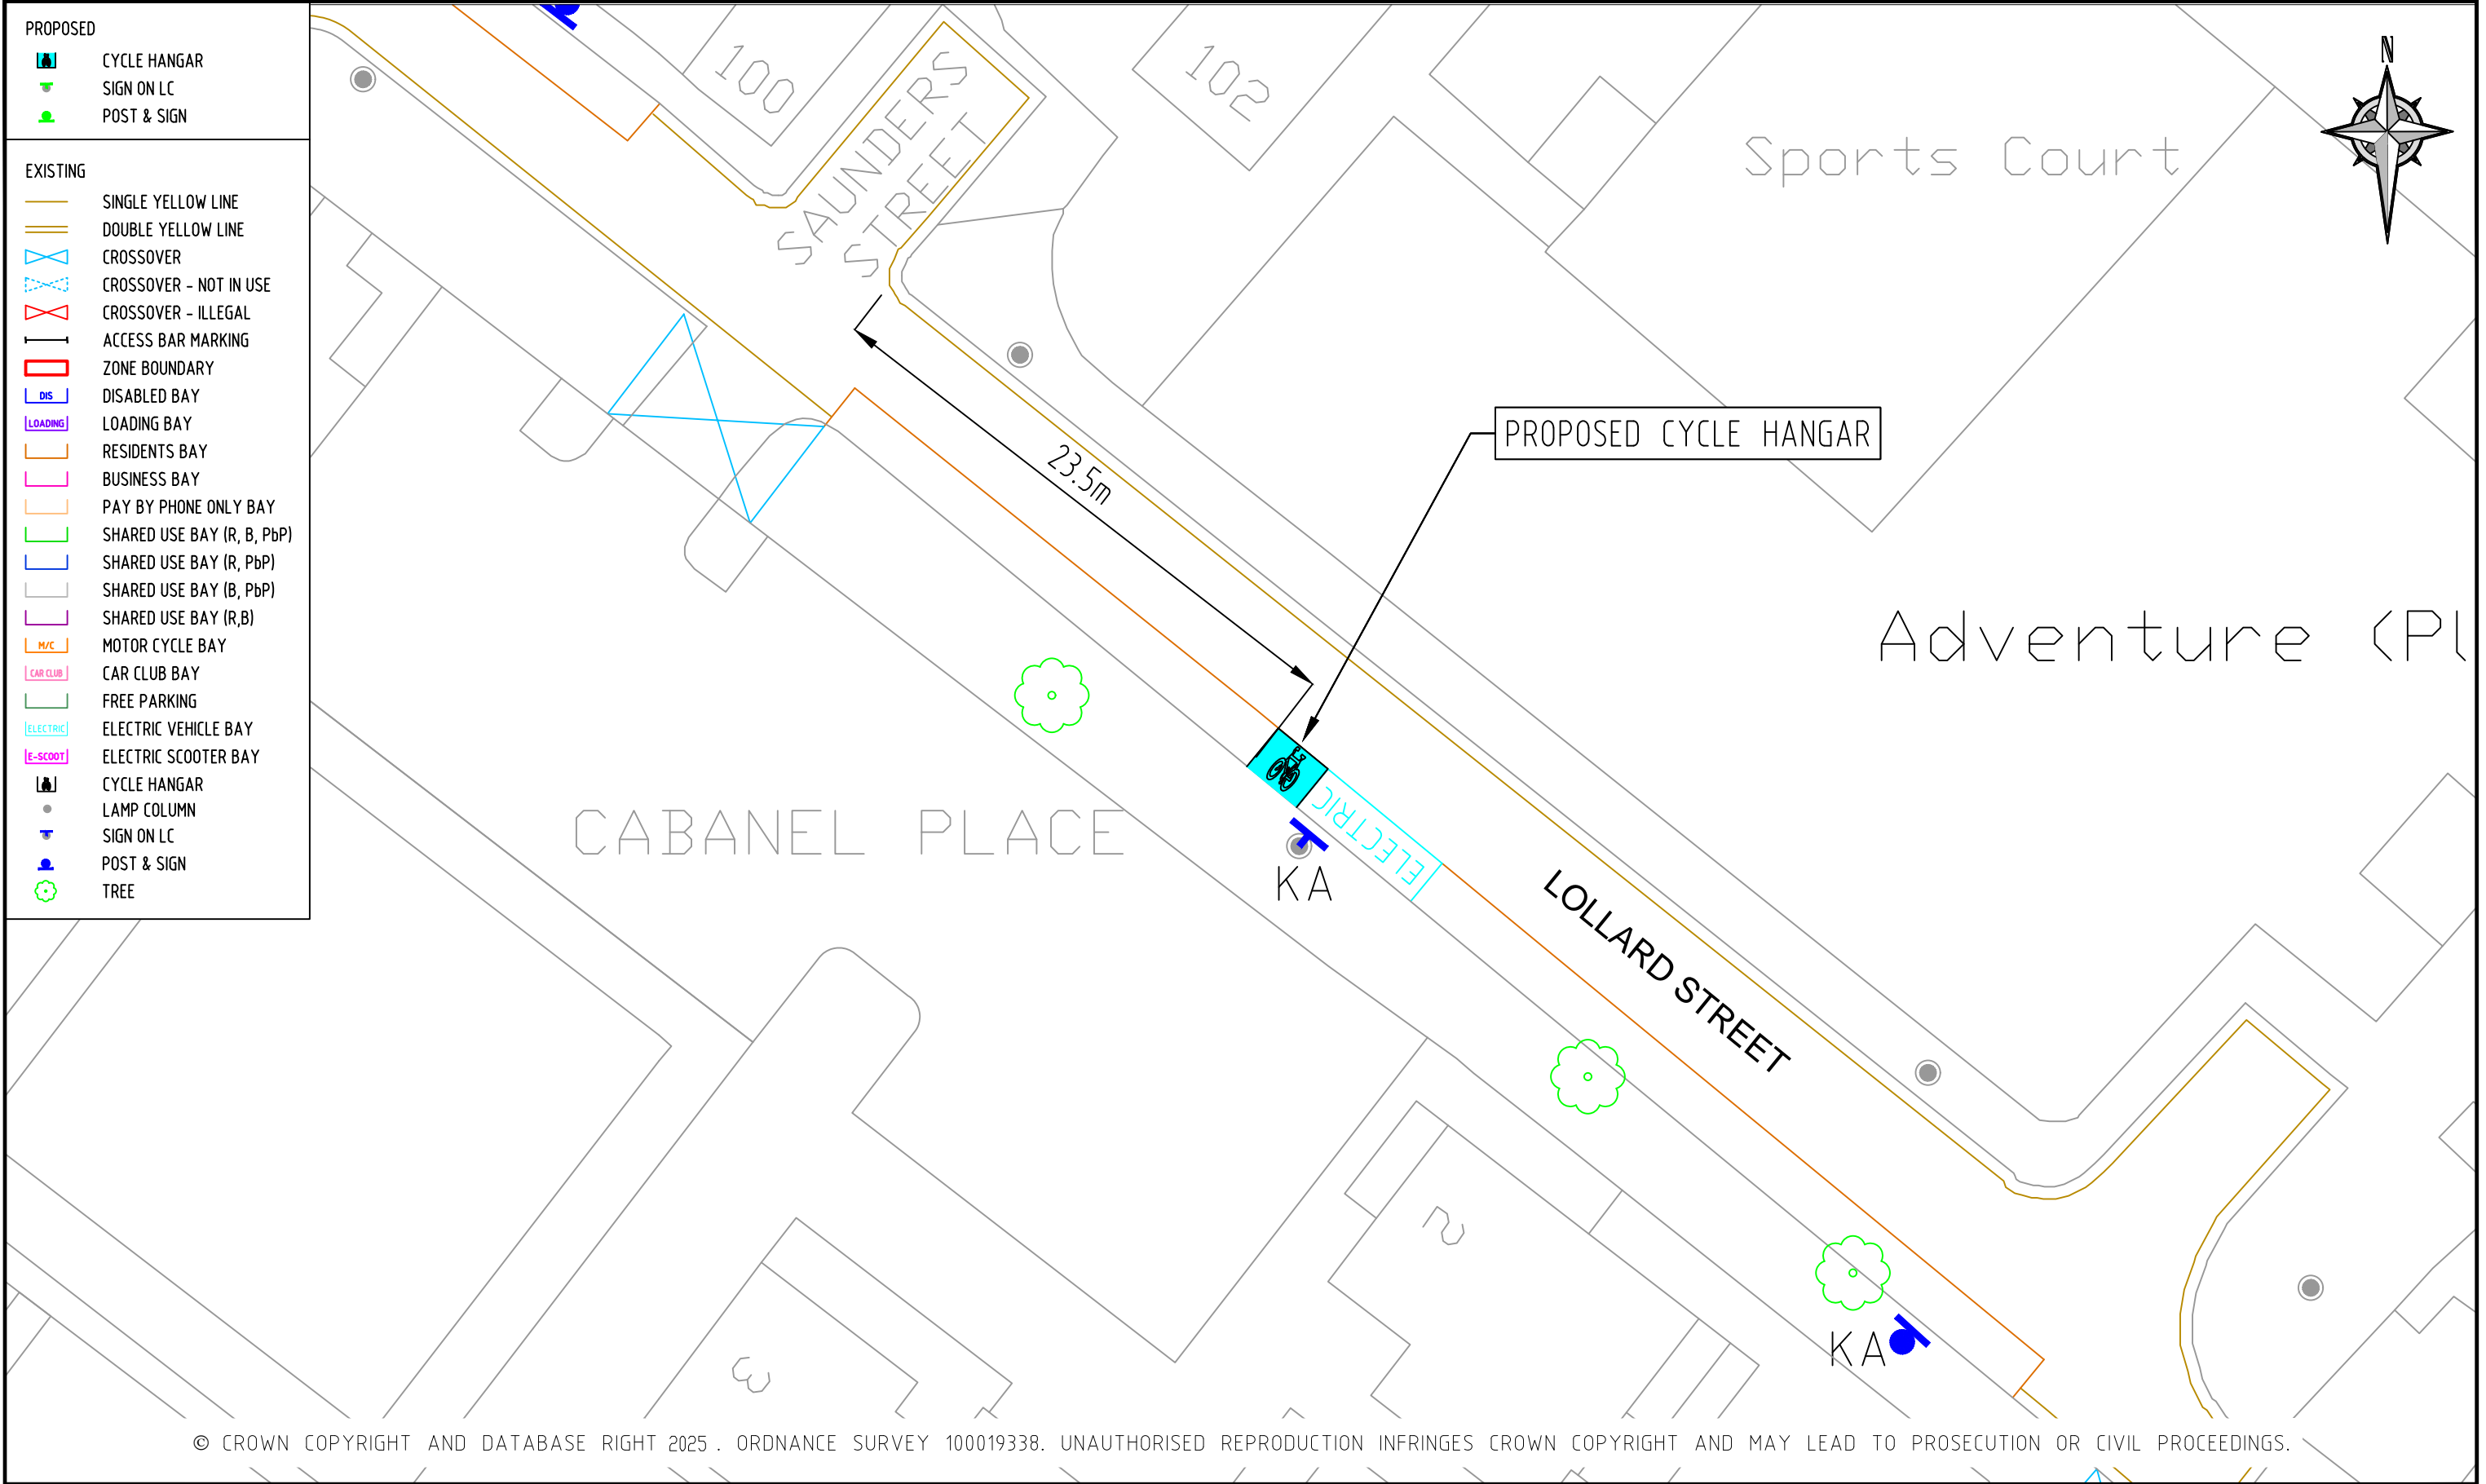 PROPOSED
CYCLE HANGAR
SIGN ON LC
POST & SIGN
EXISTING
SINGLE YELLOW LINE
DOUBLE YELLOW LINE
CROSSOVER
CROSSOVER - NOT IN USE
CROSSOVER - ILLEGAL
ACCESS BAR MARKING
ZONE BOUNDARY
DIS DISABLED BAY
LOADING LOADING BAY
RESIDENTS BAY
BUSINESS BAY
PAY BY PHONE ONLY BAY
SHARED USE BAY (R, B, PbP)
SHARED USE BAY (R, PbP)
SHARED USE BAY (B, PbP)
SHARED USE BAY (R,B)
M/C MOTOR CYCLE BAY
CAR CLUB CAR CLUB BAY
FREE PARKING
ELECTRIC ELECTRIC VEHICLE BAY
E-SCOOT ELECTRIC SCOOTER BAY
CYCLE HANGAR
LAMP COLUMN
SIGN ON LC
POST & SIGN
TREE
100
SAUNDERS
STREET
102
Sports Court
N
23.5m
PROPOSED CYCLE HANGAR
Adventure (Pl
CABANEL PLACE
ELECTRIC
KA
LOLLARD STREET
2
3
KA
© CROWN COPYRIGHT AND DATABASE RIGHT 2025 . ORDNANCE SURVEY 100019338. UNAUTHORISED REPRODUCTION INFRINGES CROWN COPYRIGHT AND MAY LEAD TO PROSECUTION OR CIVIL PROCEEDINGS.